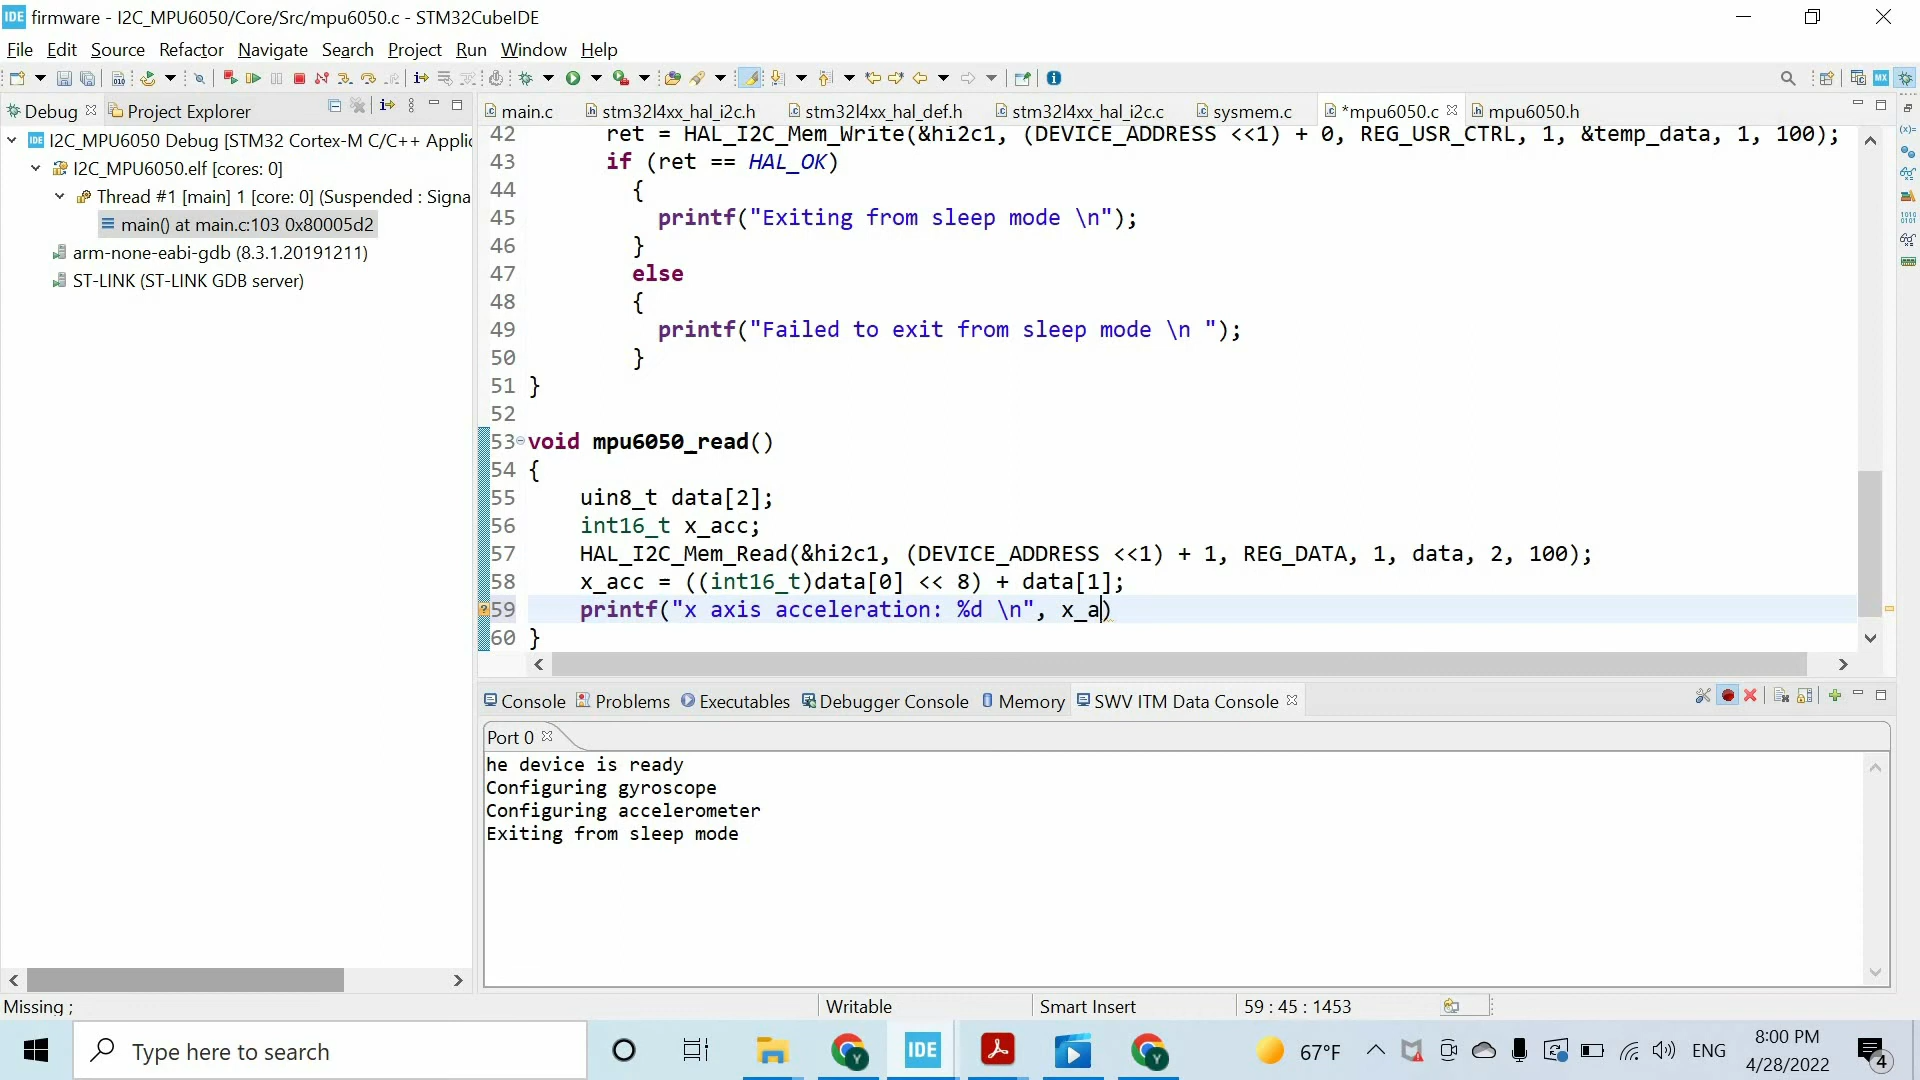 IDE firmware - I2C_MPU6050/Core/Src/mpu6050.c - STM32CubeIDE
File Edit Source Refactor Navigate Search Project Run Window Help
Debug Project Explorer
I2C_MPU6050 Debug [STM32 Cortex-M C/C++ Applic
I2C_MPU6050.elf [cores: 0]
Thread #1 [main] 1 [core: 0] (Suspended : Signa
main() at main.c:103 0x80005d2
arm-none-eabi-gdb (8.3.1.20191211)
ST-LINK (ST-LINK GDB server)
main.c stm32l4xx_hal_i2c.h stm32l4xx_hal_def.h stm32l4xx_hal_i2c.c sysmem.c *mpu6050.c mpu6050.h
42 ret = HAL_I2C_Mem_Write(&hi2c1, (DEVICE_ADDRESS <<1) + 0, REG_USR_CTRL, 1, &temp_data, 1, 100);
43 if (ret == HAL_OK)
44 {
45 printf("Exiting from sleep mode \n");
46 }
47 else
48 {
49 printf("Failed to exit from sleep mode \n ");
50 }
51 }
52
53 void mpu6050_read()
54 {
55 uin8_t data[2];
56 int16_t x_acc;
57 HAL_I2C_Mem_Read(&hi2c1, (DEVICE_ADDRESS <<1) + 1, REG_DATA, 1, data, 2, 100);
58 x_acc = ((int16_t)data[0] << 8) + data[1];
59 printf("x axis acceleration: %d \n", x_a)
60 }
Console Problems Executables Debugger Console Memory SWV ITM Data Console
Port 0
he device is ready
Configuring gyroscope
Configuring accelerometer
Exiting from sleep mode
Missing ; Writable Smart Insert 59 : 45 : 1453
Type here to search
IDE
67°F
ENG
8:00 PM
4/28/2022
4